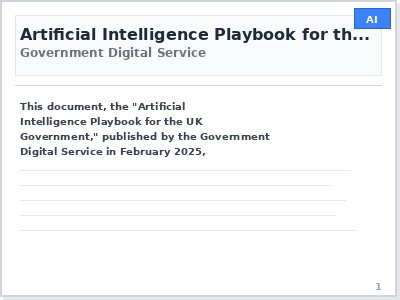 AI
Artificial Intelligence Playbook for th...
Government Digital Service
This document, the "Artificial
Intelligence Playbook for the UK
Government," published by the Government
Digital Service in February 2025,
1